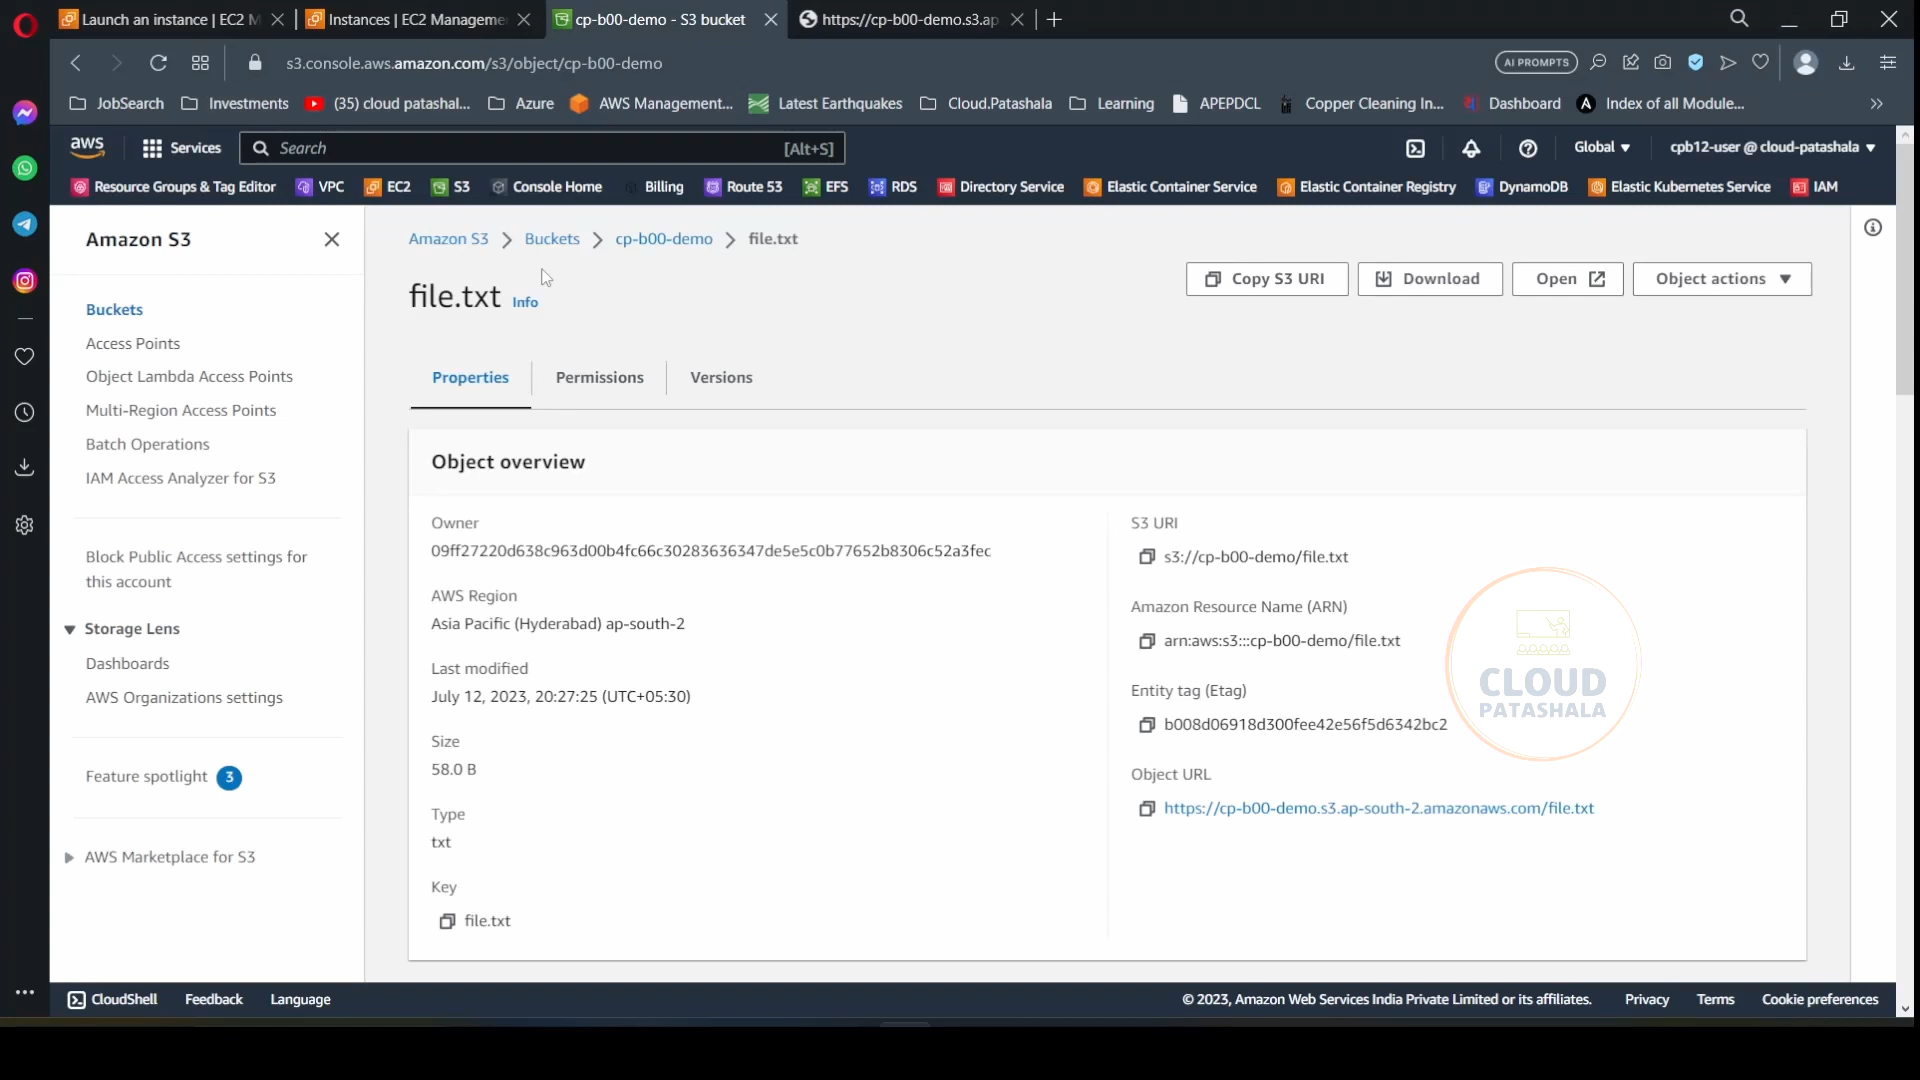 Launch an instance | EC2 M
Instances | EC2 Manageme
cp-b00-demo - S3 bucket
https://cp-b00-demo.s3.ap
s3.console.aws.amazon.com/s3/object/cp-b00-demo
AI PROMPTS
JobSearch
Investments
(35) cloud patashal...
Azure
AWS Management...
Latest Earthquakes
Cloud.Patashala
Learning
APEPDCL
Copper Cleaning In...
Dashboard
Index of all Module...
aws
Services
Search
[Alt+S]
Global
cpb12-user @ cloud-patashala
Resource Groups & Tag Editor
VPC
EC2
S3
Console Home
Billing
Route 53
EFS
RDS
Directory Service
Elastic Container Service
Elastic Container Registry
DynamoDB
Elastic Kubernetes Service
IAM
Amazon S3
Buckets
Access Points
Object Lambda Access Points
Multi-Region Access Points
Batch Operations
IAM Access Analyzer for S3
Block Public Access settings for
this account
Storage Lens
Dashboards
AWS Organizations settings
Feature spotlight 3
AWS Marketplace for S3
Amazon S3 > Buckets > cp-b00-demo > file.txt
file.txt Info
Copy S3 URI
Download
Open
Object actions
Properties
Permissions
Versions
Object overview
Owner
09ff27220d638c963d00b4fc66c30283636347de5e5c0b77652b8306c52a3fec
AWS Region
Asia Pacific (Hyderabad) ap-south-2
Last modified
July 12, 2023, 20:27:25 (UTC+05:30)
Size
58.0 B
Type
txt
Key
file.txt
S3 URI
s3://cp-b00-demo/file.txt
Amazon Resource Name (ARN)
arn:aws:s3:::cp-b00-demo/file.txt
Entity tag (Etag)
b008d06918d300fee42e56f5d6342bc2
Object URL
https://cp-b00-demo.s3.ap-south-2.amazonaws.com/file.txt
CLOUD
PATASHALA
CloudShell
Feedback
Language
© 2023, Amazon Web Services India Private Limited or its affiliates.
Privacy
Terms
Cookie preferences